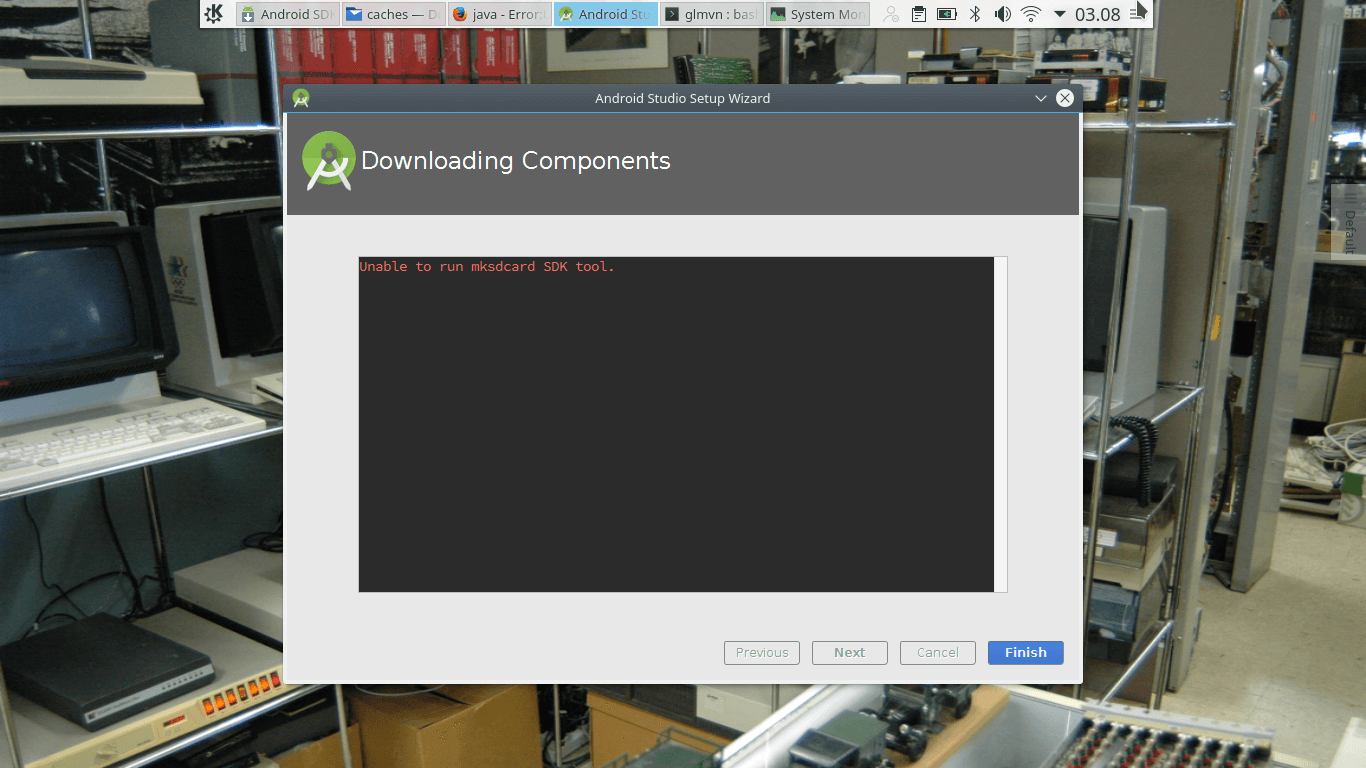 Android SD
caches — D
java - Error:
Android Stu
glmvn : bas
System Mon
03.08
Android Studio Setup Wizard
Downloading Components
Unable to run mksdcard SDK tool.
Previous
Next
Cancel
Finish
Default